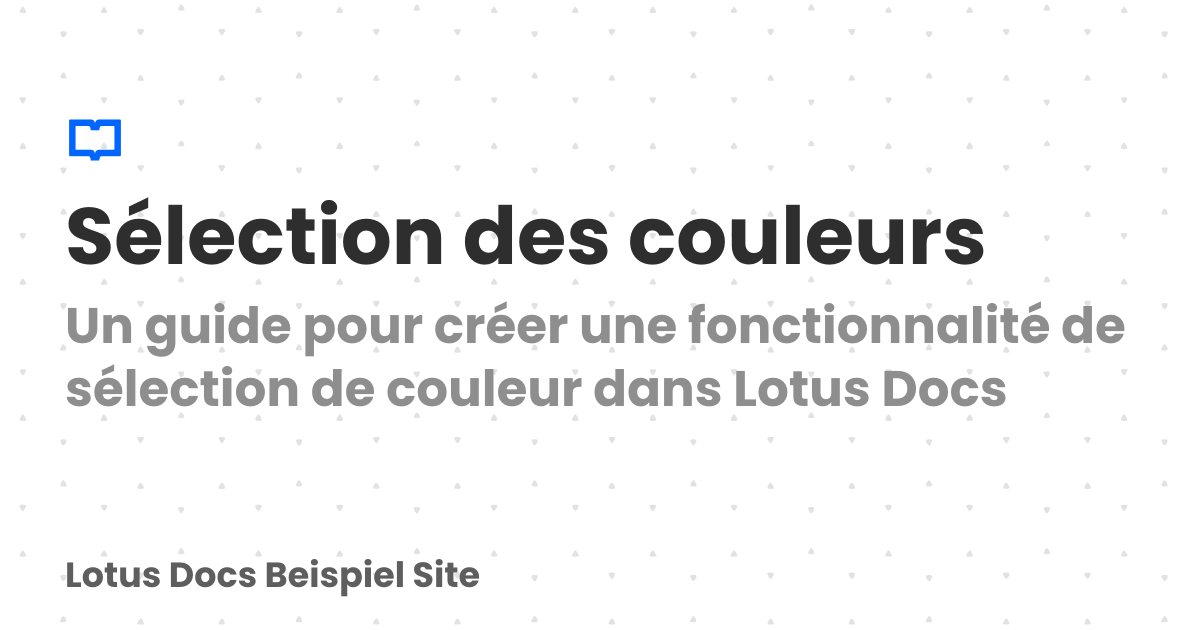 Sélection des couleurs
Un guide pour créer une fonctionnalité de
sélection de couleur dans Lotus Docs
Lotus Docs Beispiel Site